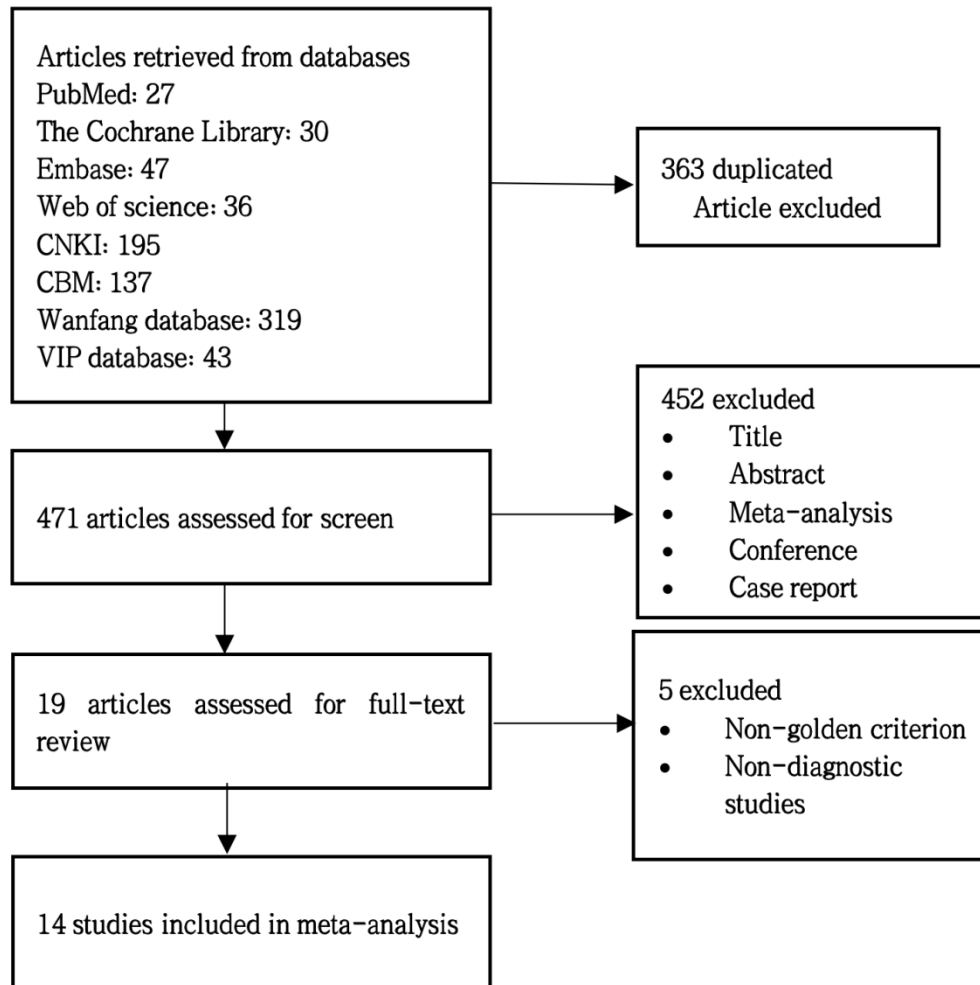 Articles retrieved from databases
PubMed: 27
The Cochrane Library: 30
Embase: 47
Web of science: 36
CNKI: 195
CBM: 137
Wanfang database: 319
VIP database: 43
363 duplicated
Article excluded
471 articles assessed for screen
452 excluded
• Title
• Abstract
• Meta-analysis
• Conference
• Case report
19 articles assessed for full-text
review
5 excluded
• Non-golden criterion
• Non-diagnostic
studies
14 studies included in meta-analysis